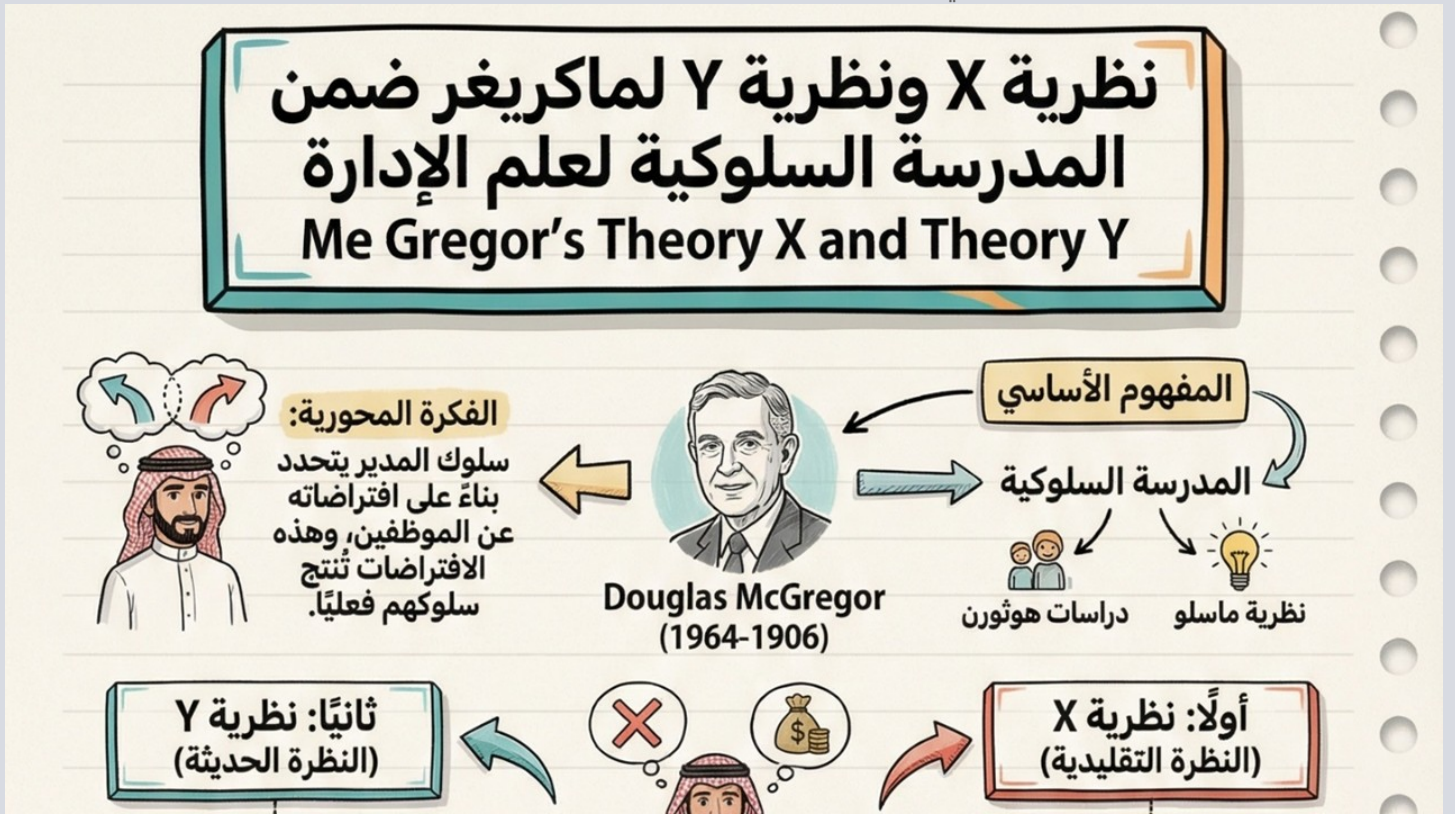 نظرية X ونظرية Y لماكريغر ضمن
المدرسة السلوكية لعلم الإدارة
Me Gregor’s Theory X and Theory Y
المفهوم الأساسي
المدرسة السلوكية
نظرية ماسلو
دراسات هوثورن
Douglas McGregor
(1964-1906)
الفكرة المحورية:
سلوك المدير يتحدد
بناءً على افتراضاته
عن الموظفين، وهذه
الافتراضات تُنتج
سلوكهم فعليًا.
أولًا: نظرية X
(النظرة التقليدية)
$
ثانيًا: نظرية Y
(النظرة الحديثة)